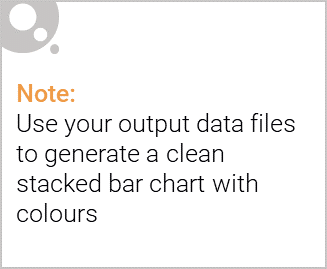 Note:
Use your output data files
to generate a clean
stacked bar chart with
colours